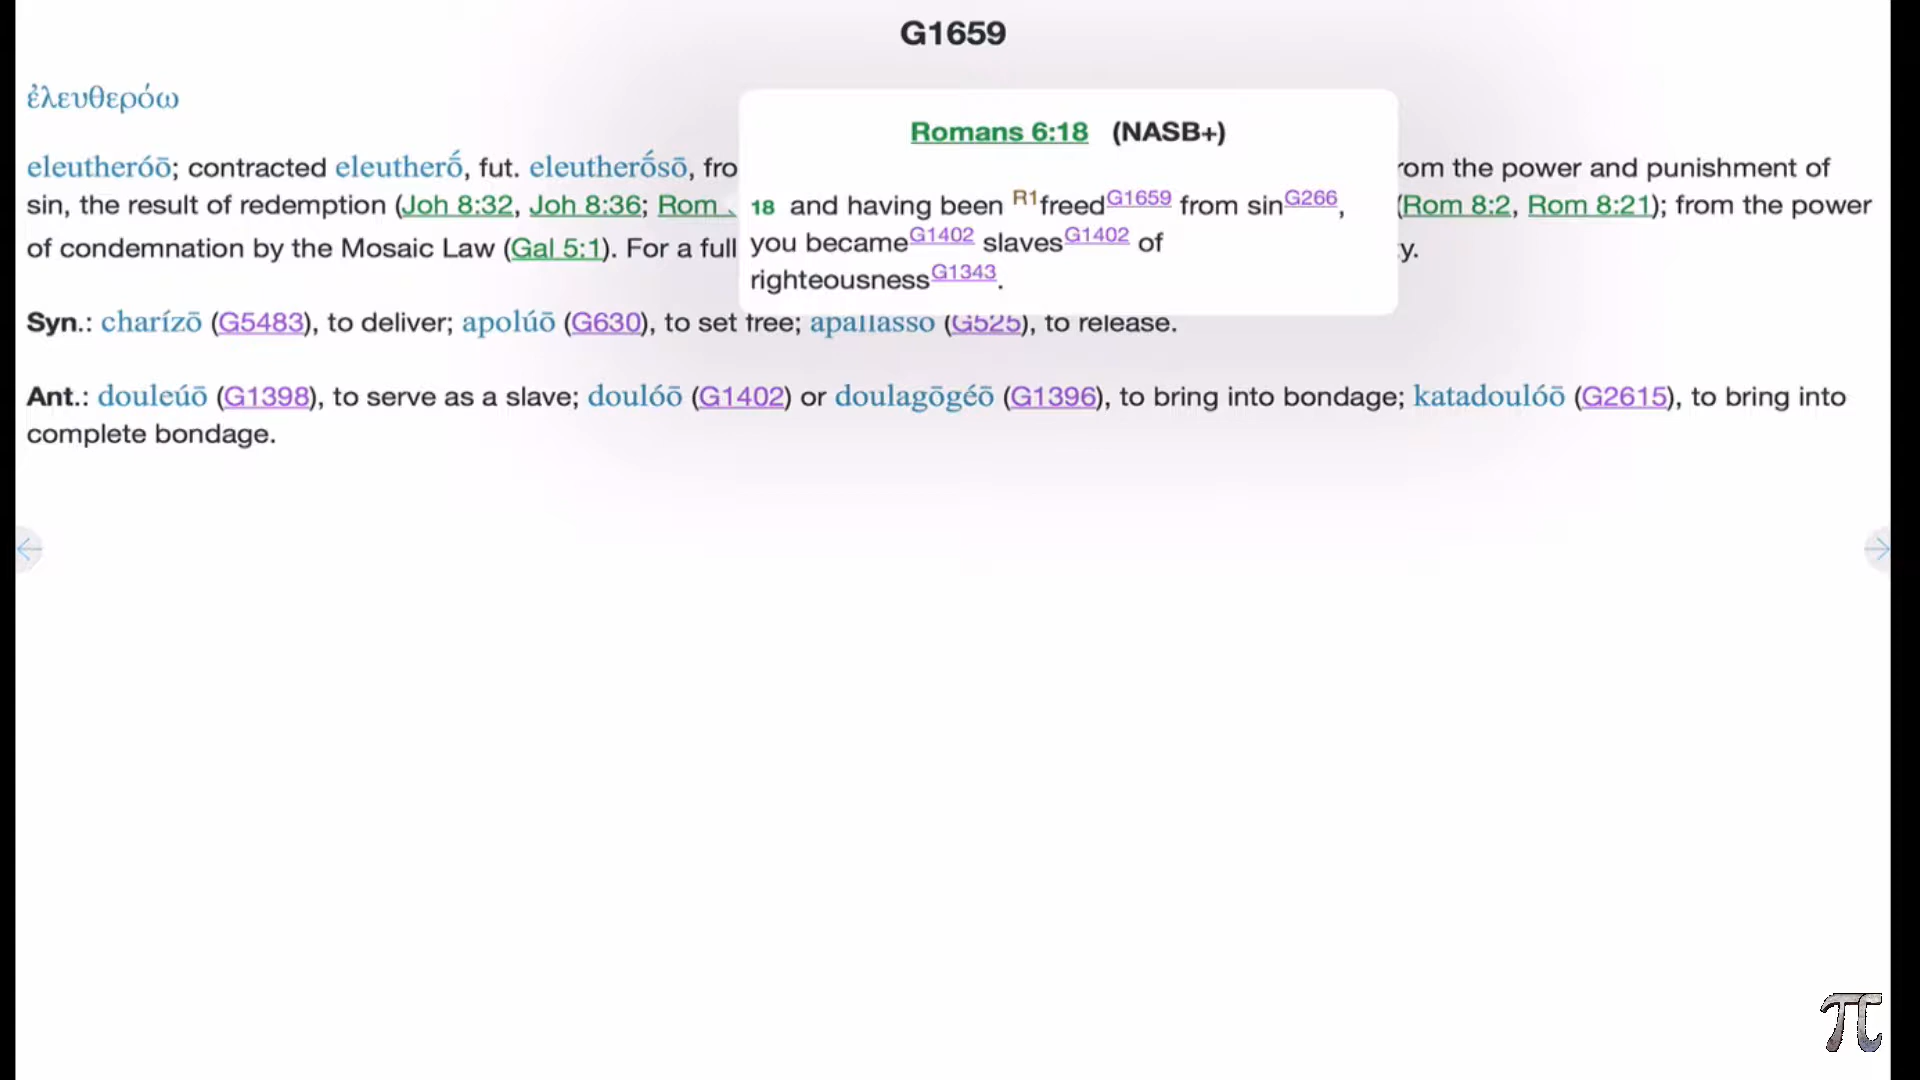 G1659
ἐλευθερόω
Romans 6:18 (NASB+)
eleutheróō; contracted eleutherṓ, fut. eleutherṓsō, fro
om the power and punishment of
18 and having been R1freedG1659 from sinG266,
you becameG1402 slavesG1402 of
righteousnessG1343.
sin, the result of redemption (Joh 8:32, Joh 8:36; Rom
(Rom 8:2, Rom 8:21); from the power
of condemnation by the Mosaic Law (Gal 5:1). For a full
y.
Syn.: charízō (G5483), to deliver; apolúō (G630), to set free; apallássō (G525), to release.
Ant.: douleúō (G1398), to serve as a slave; doulóō (G1402) or doulagōgéō (G1396), to bring into bondage; katadoulóō (G2615), to bring into
complete bondage.
π